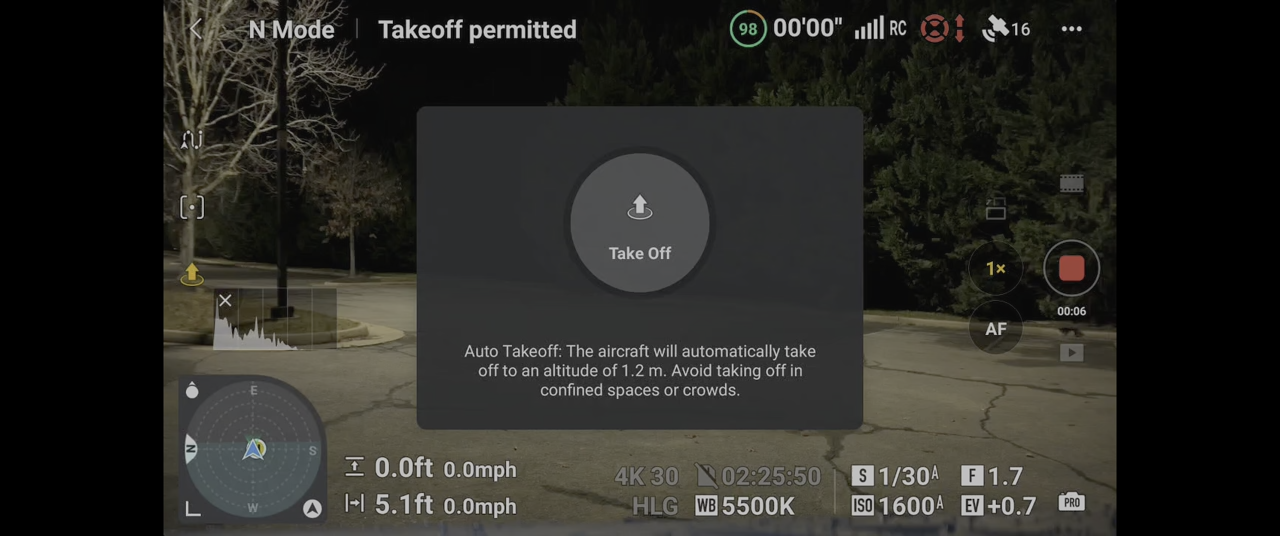 N Mode
Takeoff permitted
98
00'00"
RC
16
Take Off
Auto Takeoff: The aircraft will automatically take
off to an altitude of 1.2 m. Avoid taking off in
confined spaces or crowds.
1×
AF
00:06
E
N
S
W
0.0ft 0.0mph
5.1ft 0.0mph
4K 30
02:25:50
HLG
WB 5500K
S 1/30 A
F 1.7
ISO 1600 A
EV +0.7
PRO